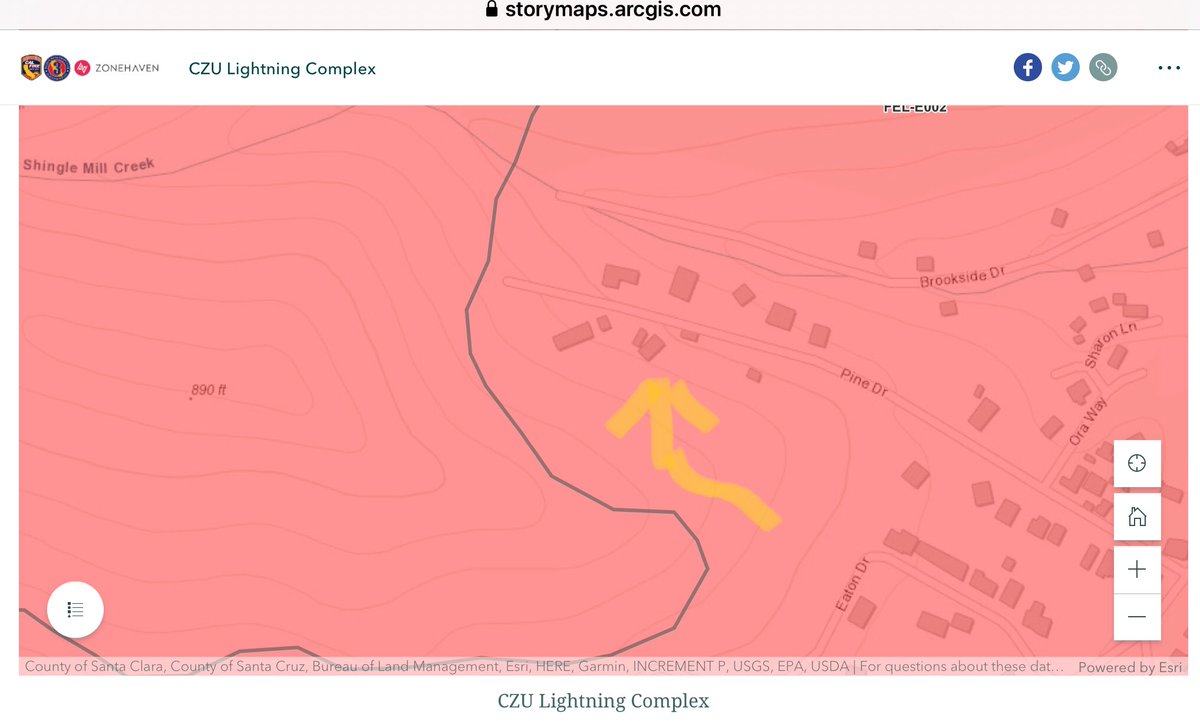 storymaps.arcgis.com
ZONEHAVEN
CZU Lightning Complex
FEL-E002
Shingle Mill Creek
Brookside Dr
Sharon Ln
890 ft
Pine Dr
Ora Way
Eaton Dr
County of Santa Clara, County of Santa Cruz, Bureau of Land Management, Esri, HERE, Garmin, INCREMENT P, USGS, EPA, USDA | For questions about these dat...
Powered by Esri
CZU Lightning Complex